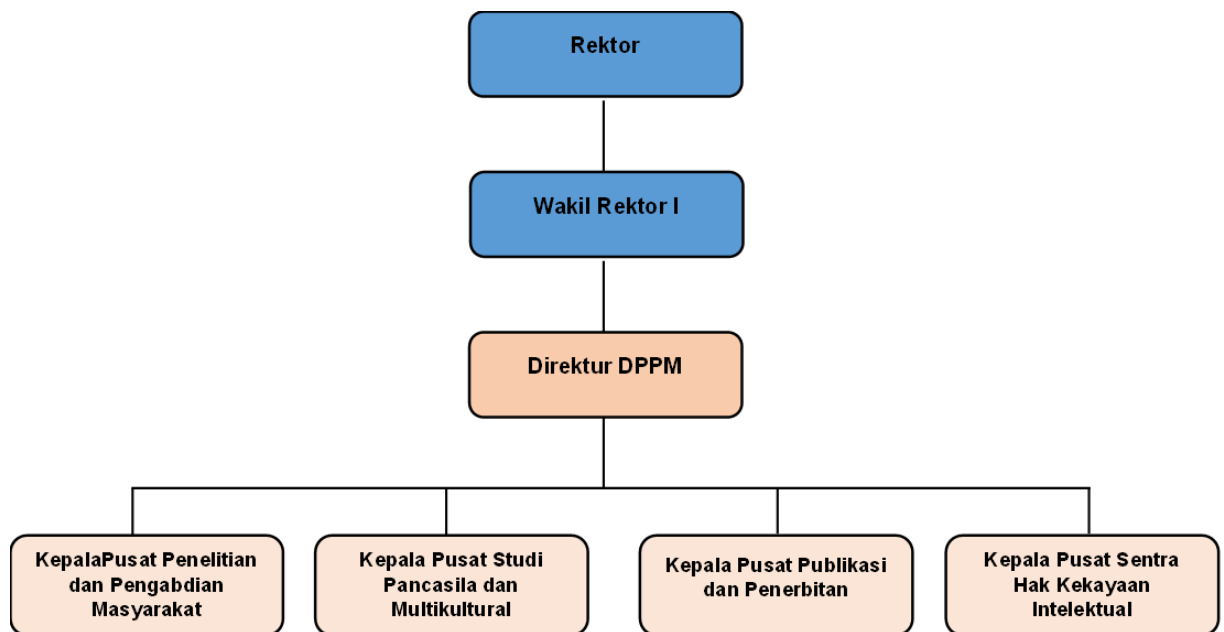 Rektor
Wakil Rektor I
Direktur DPPM
KepalaPusat Penelitian
dan Pengabdian
Masyarakat
Kepala Pusat Studi
Pancasila dan
Multikultural
Kepala Pusat Publikasi
dan Penerbitan
Kepala Pusat Sentra
Hak Kekayaan
Intelektual